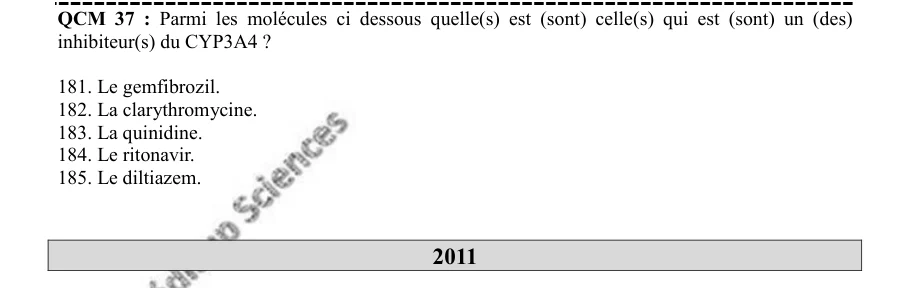 QCM 37 : Parmi les molécules ci dessous quelle(s) est (sont) celle(s) qui est (sont) un (des)
inhibiteur(s) du CYP3A4 ?
181. Le gemfibrozil.
182. La clarythromycine.
183. La quinidine.
184. Le ritonavir.
185. Le diltiazem.
Sciences
2011